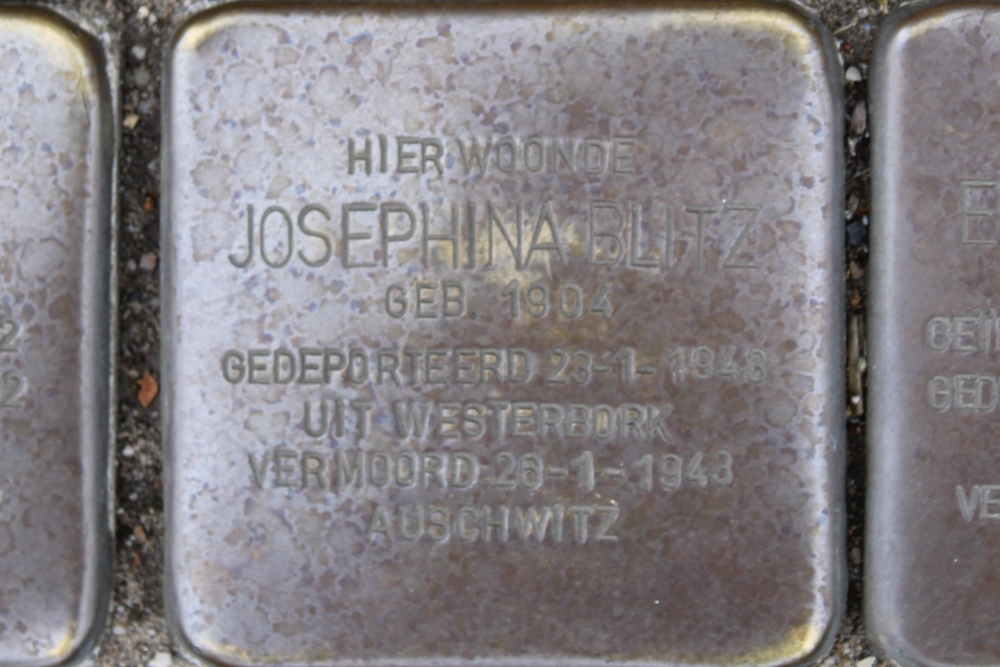 HIER WOONDE
JOSEPHINA BLITZ
GEB. 1904
GEDEPORTEERD 23-1-1943
UIT WESTERBORK
VERMOORD 26-1-1943
AUSCHWITZ